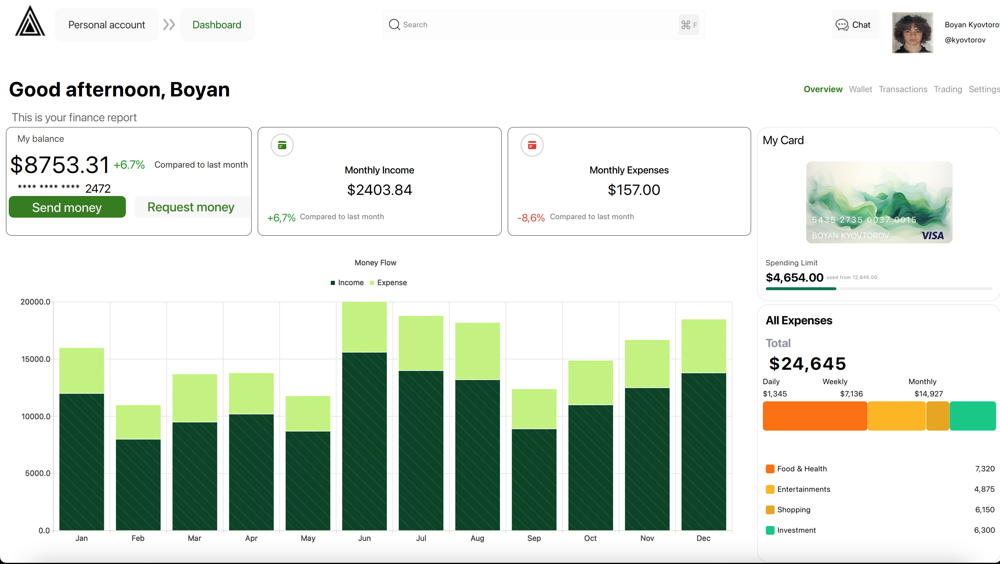 Personal account
Dashboard
Search
⌘ F
Chat
Boyan Kyovtoro
@kyovtorov
Good afternoon, Boyan
Overview Wallet Transactions Trading Settings
This is your finance report
My balance
$8753.31 +6.7% Compared to last month
**** **** **** 2472
Send money
Request money
Monthly Income
$2403.84
+6,7% Compared to last month
Monthly Expenses
$157.00
-8,6% Compared to last month
My Card
5435 2735 0037 0015
BOYAN KYOVTOROV
VISA
Spending Limit
$4,654.00 used from 12,645.00
Money Flow
Income Expense
20000.0
15000.0
10000.0
5000.0
0.0
Jan Feb Mar Apr May Jun Jul Aug Sep Oct Nov Dec
All Expenses
Total
$24,645
Daily Weekly Monthly
$1,345 $7,136 $14,927
Food & Health 7,320
Entertainments 4,875
Shopping 6,150
Investment 6,300